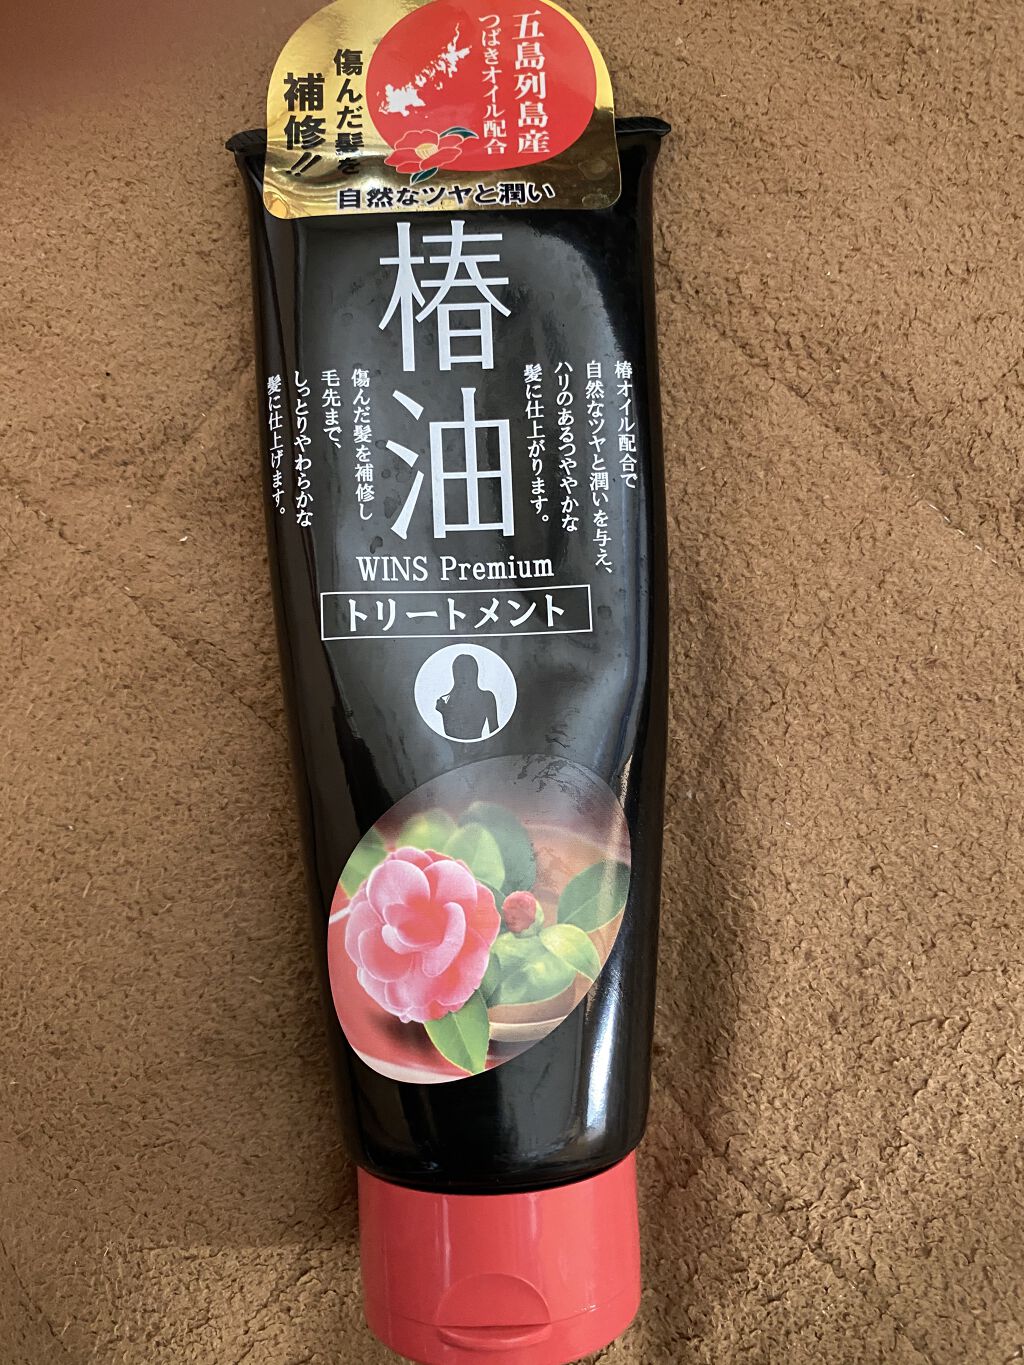 五島列島産
つばきオイル配合
傷んだ髪を
補修!!
自然なツヤと潤い
椿油
椿オイル配合で
自然なツヤと潤いを与え、
ハリのあるつややかな
髪に仕上がります。
傷んだ髪を補修し
毛先まで、
しっとりやわらかな
髪に仕上げます。
WINS Premium
トリートメント